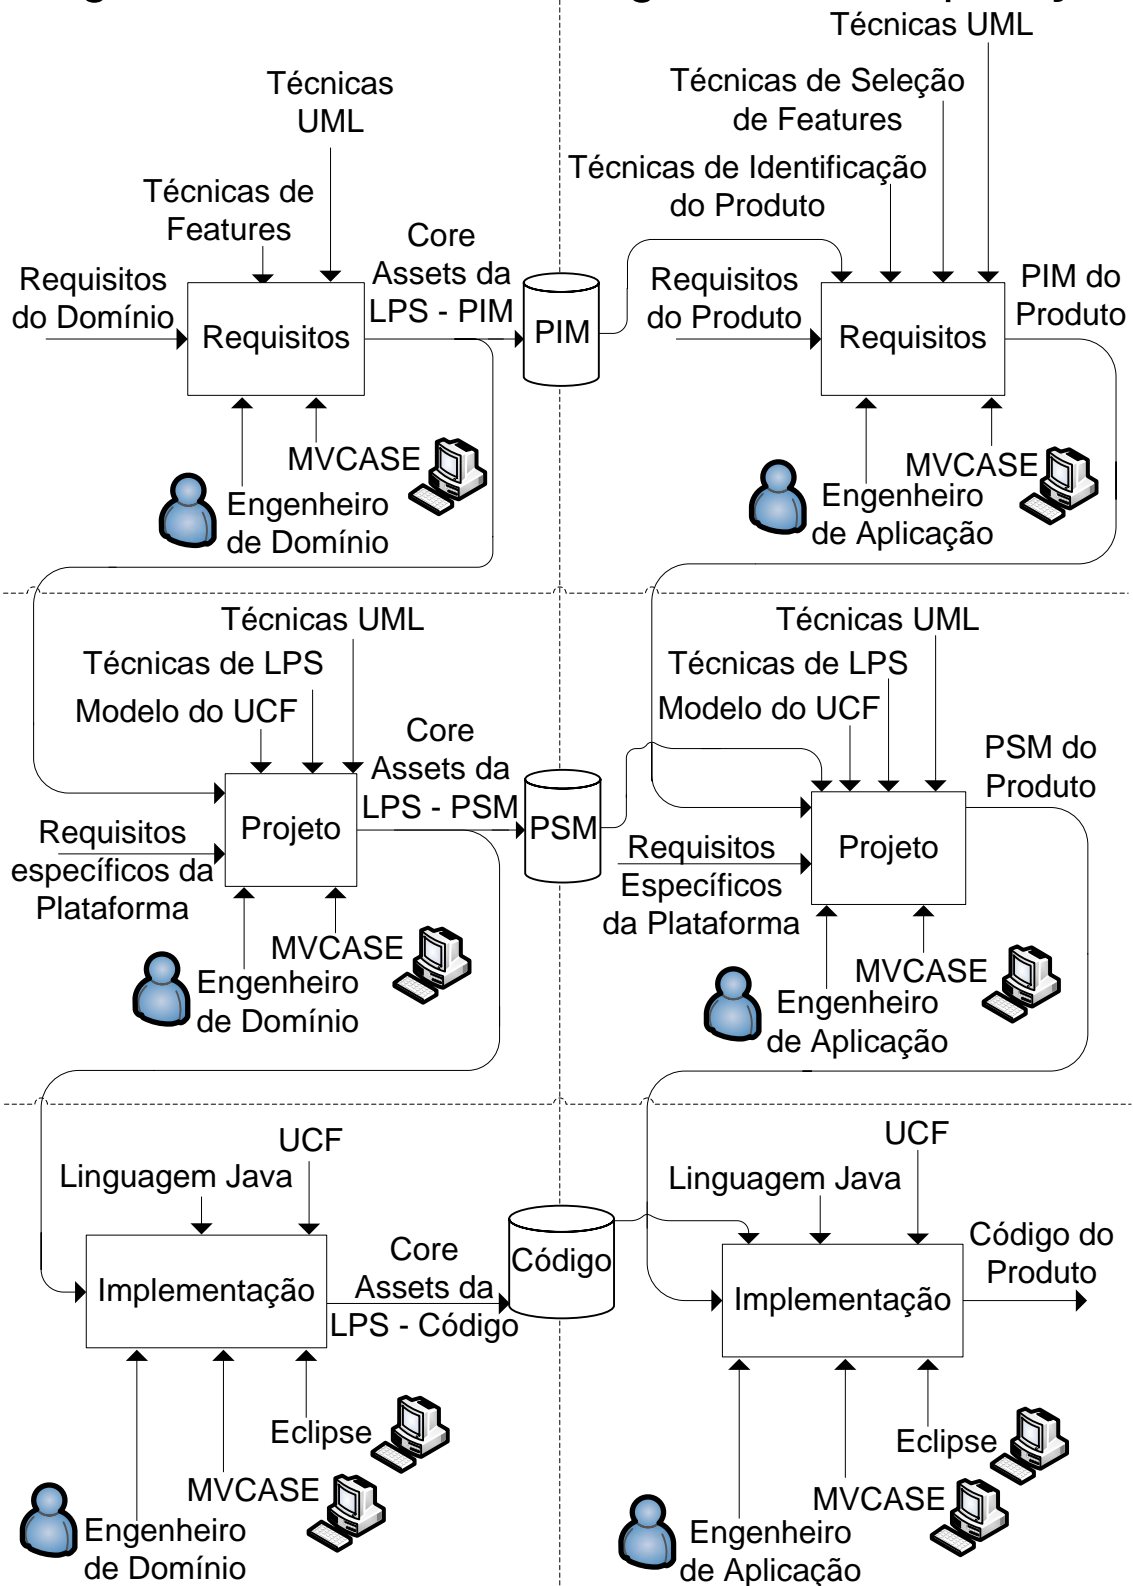 Técnicas UML
Técnicas
UML
Técnicas de Seleção
de Features
Técnicas de Identificação
do Produto
Técnicas de
Features
Core
Assets da
LPS - PIM
Requisitos
do Domínio
Requisitos
PIM
Requisitos
do Produto
Requisitos
PIM do
Produto
MVCASE
Engenheiro
de Domínio
MVCASE
Engenheiro
de Aplicação
Técnicas UML
Técnicas de LPS
Modelo do UCF
Core
Assets da
LPS - PSM
Projeto
PSM
Requisitos
específicos da
Plataforma
MVCASE
Engenheiro
de Domínio
Técnicas UML
Técnicas de LPS
Modelo do UCF
PSM do
Produto
Projeto
Requisitos
Específicos
da Plataforma
MVCASE
Engenheiro
de Aplicação
UCF
Linguagem Java
Implementação
Core
Assets da
LPS - Código
Código
Eclipse
MVCASE
Engenheiro
de Domínio
UCF
Linguagem Java
Implementação
Código do
Produto
Eclipse
MVCASE
Engenheiro
de Aplicação